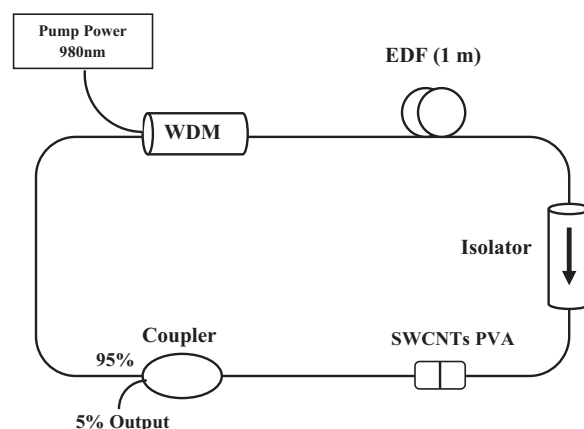 Pump Power
980nm
EDF (1 m)
WDM
Isolator
Coupler
SWCNTs PVA
95%
5% Output